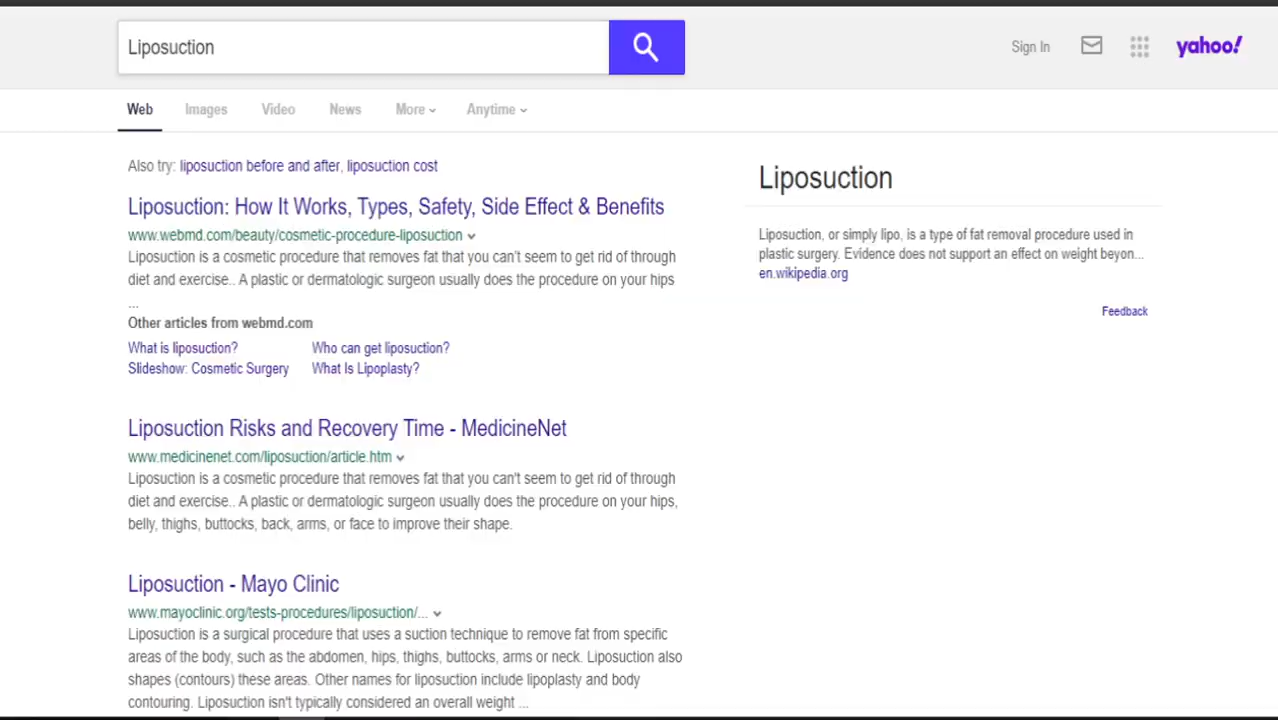 Liposuction
Sign In
yahoo!
Web Images Video News More Anytime
Also try: liposuction before and after, liposuction cost
Liposuction: How It Works, Types, Safety, Side Effect & Benefits
www.webmd.com/beauty/cosmetic-procedure-liposuction
Liposuction is a cosmetic procedure that removes fat that you can't seem to get rid of through
diet and exercise.. A plastic or dermatologic surgeon usually does the procedure on your hips
...
Other articles from webmd.com
What is liposuction? Who can get liposuction?
Slideshow: Cosmetic Surgery What Is Lipoplasty?
Liposuction Risks and Recovery Time - MedicineNet
www.medicinenet.com/liposuction/article.htm
Liposuction is a cosmetic procedure that removes fat that you can't seem to get rid of through
diet and exercise.. A plastic or dermatologic surgeon usually does the procedure on your hips,
belly, thighs, buttocks, back, arms, or face to improve their shape.
Liposuction - Mayo Clinic
www.mayoclinic.org/tests-procedures/liposuction/...
Liposuction is a surgical procedure that uses a suction technique to remove fat from specific
areas of the body, such as the abdomen, hips, thighs, buttocks, arms or neck. Liposuction also
shapes (contours) these areas. Other names for liposuction include lipoplasty and body
contouring. Liposuction isn't typically considered an overall weight ...
Liposuction
Liposuction, or simply lipo, is a type of fat removal procedure used in
plastic surgery. Evidence does not support an effect on weight beyon...
en.wikipedia.org
Feedback